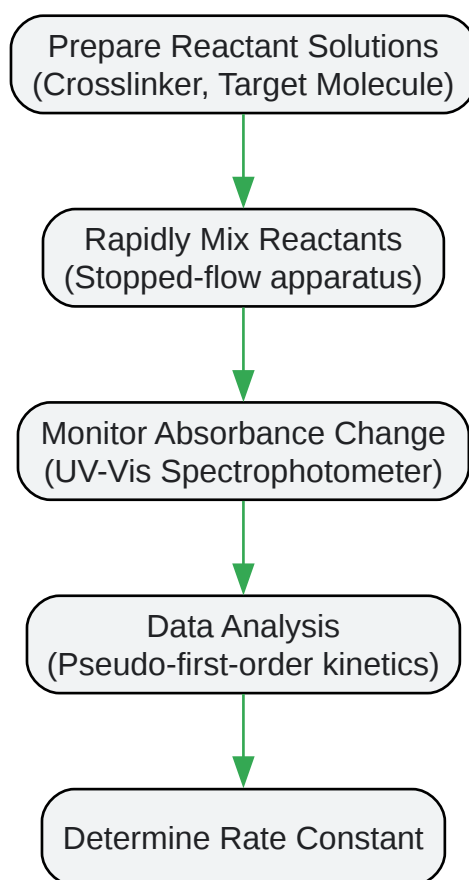 Prepare Reactant Solutions
(Crosslinker, Target Molecule)
Rapidly Mix Reactants
(Stopped-flow apparatus)
Monitor Absorbance Change
(UV-Vis Spectrophotometer)
Data Analysis
(Pseudo-first-order kinetics)
Determine Rate Constant